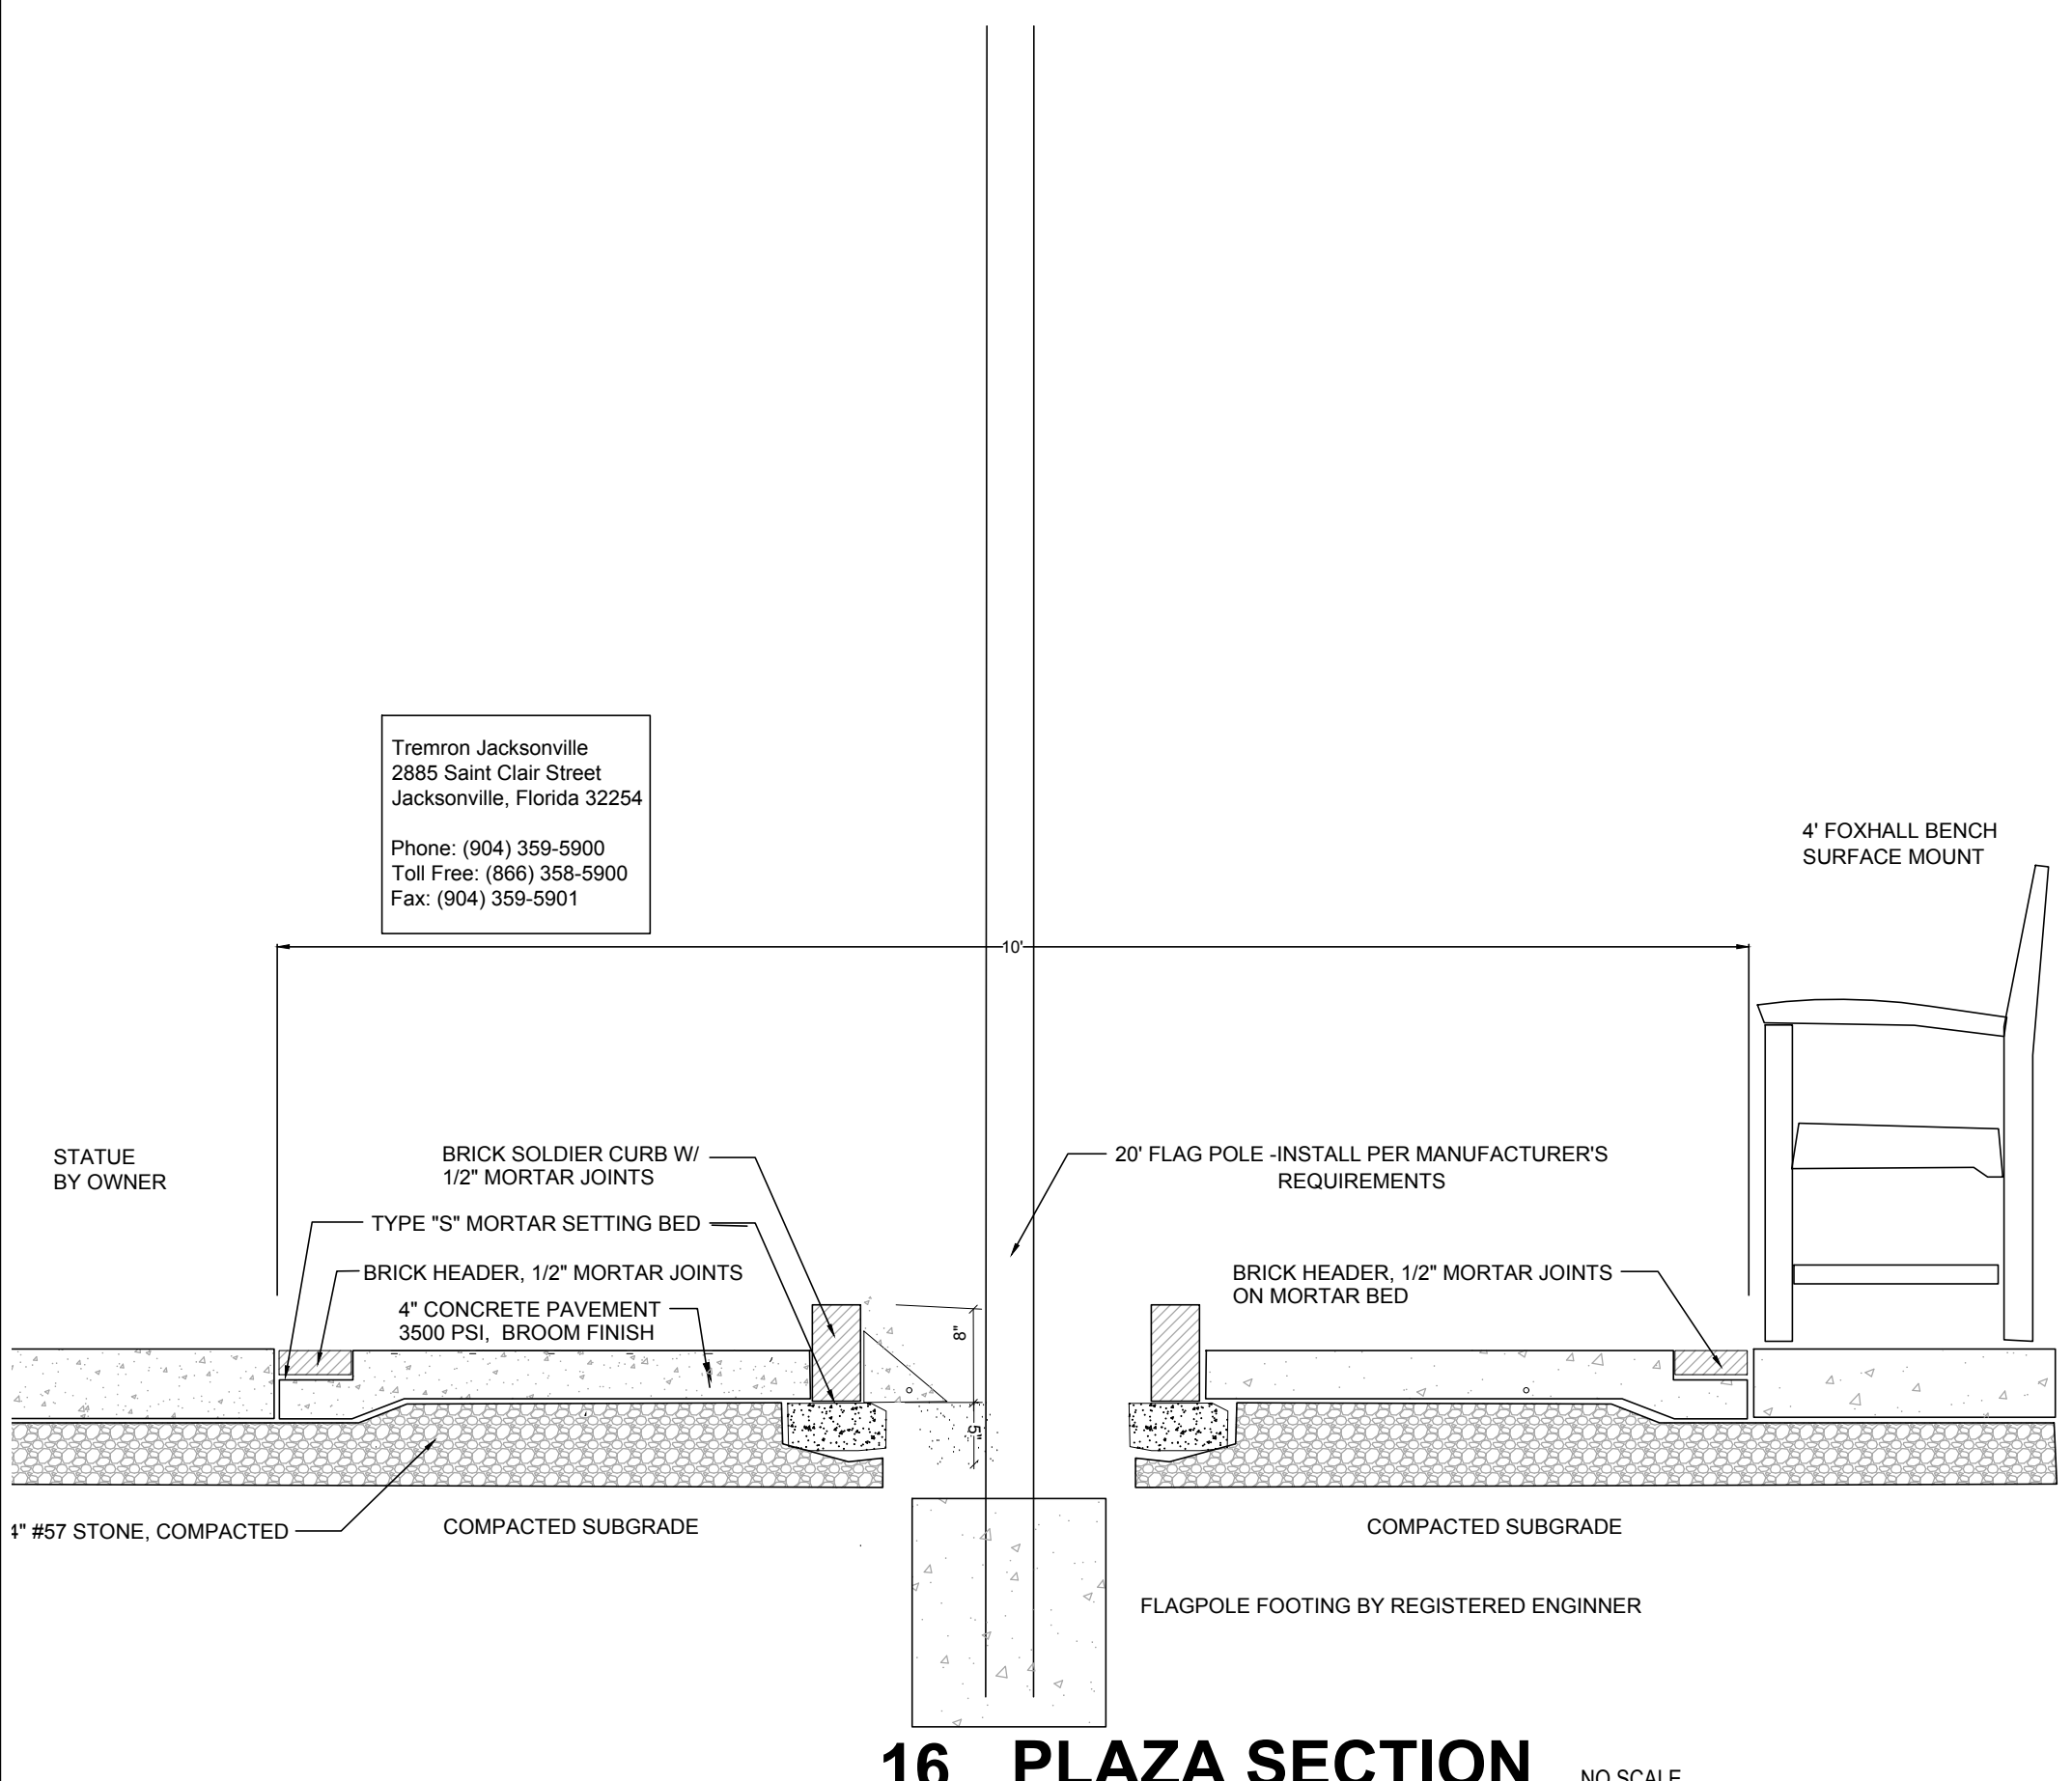 Tremron Jacksonville
2885 Saint Clair Street
Jacksonville, Florida 32254
Phone: (904) 359-5900
Toll Free: (866) 358-5900
Fax: (904) 359-5901
4' FOXHALL BENCH
SURFACE MOUNT
10'
STATUE
BY OWNER
BRICK SOLDIER CURB W/
1/2" MORTAR JOINTS
20' FLAG POLE -INSTALL PER MANUFACTURER'S
REQUIREMENTS
TYPE "S" MORTAR SETTING BED
BRICK HEADER, 1/2" MORTAR JOINTS
BRICK HEADER, 1/2" MORTAR JOINTS
ON MORTAR BED
4" CONCRETE PAVEMENT
3500 PSI, BROOM FINISH
8"
5"
4" #57 STONE, COMPACTED
COMPACTED SUBGRADE
COMPACTED SUBGRADE
FLAGPOLE FOOTING BY REGISTERED ENGINNER
16 PLAZA SECTION
NO SCALE